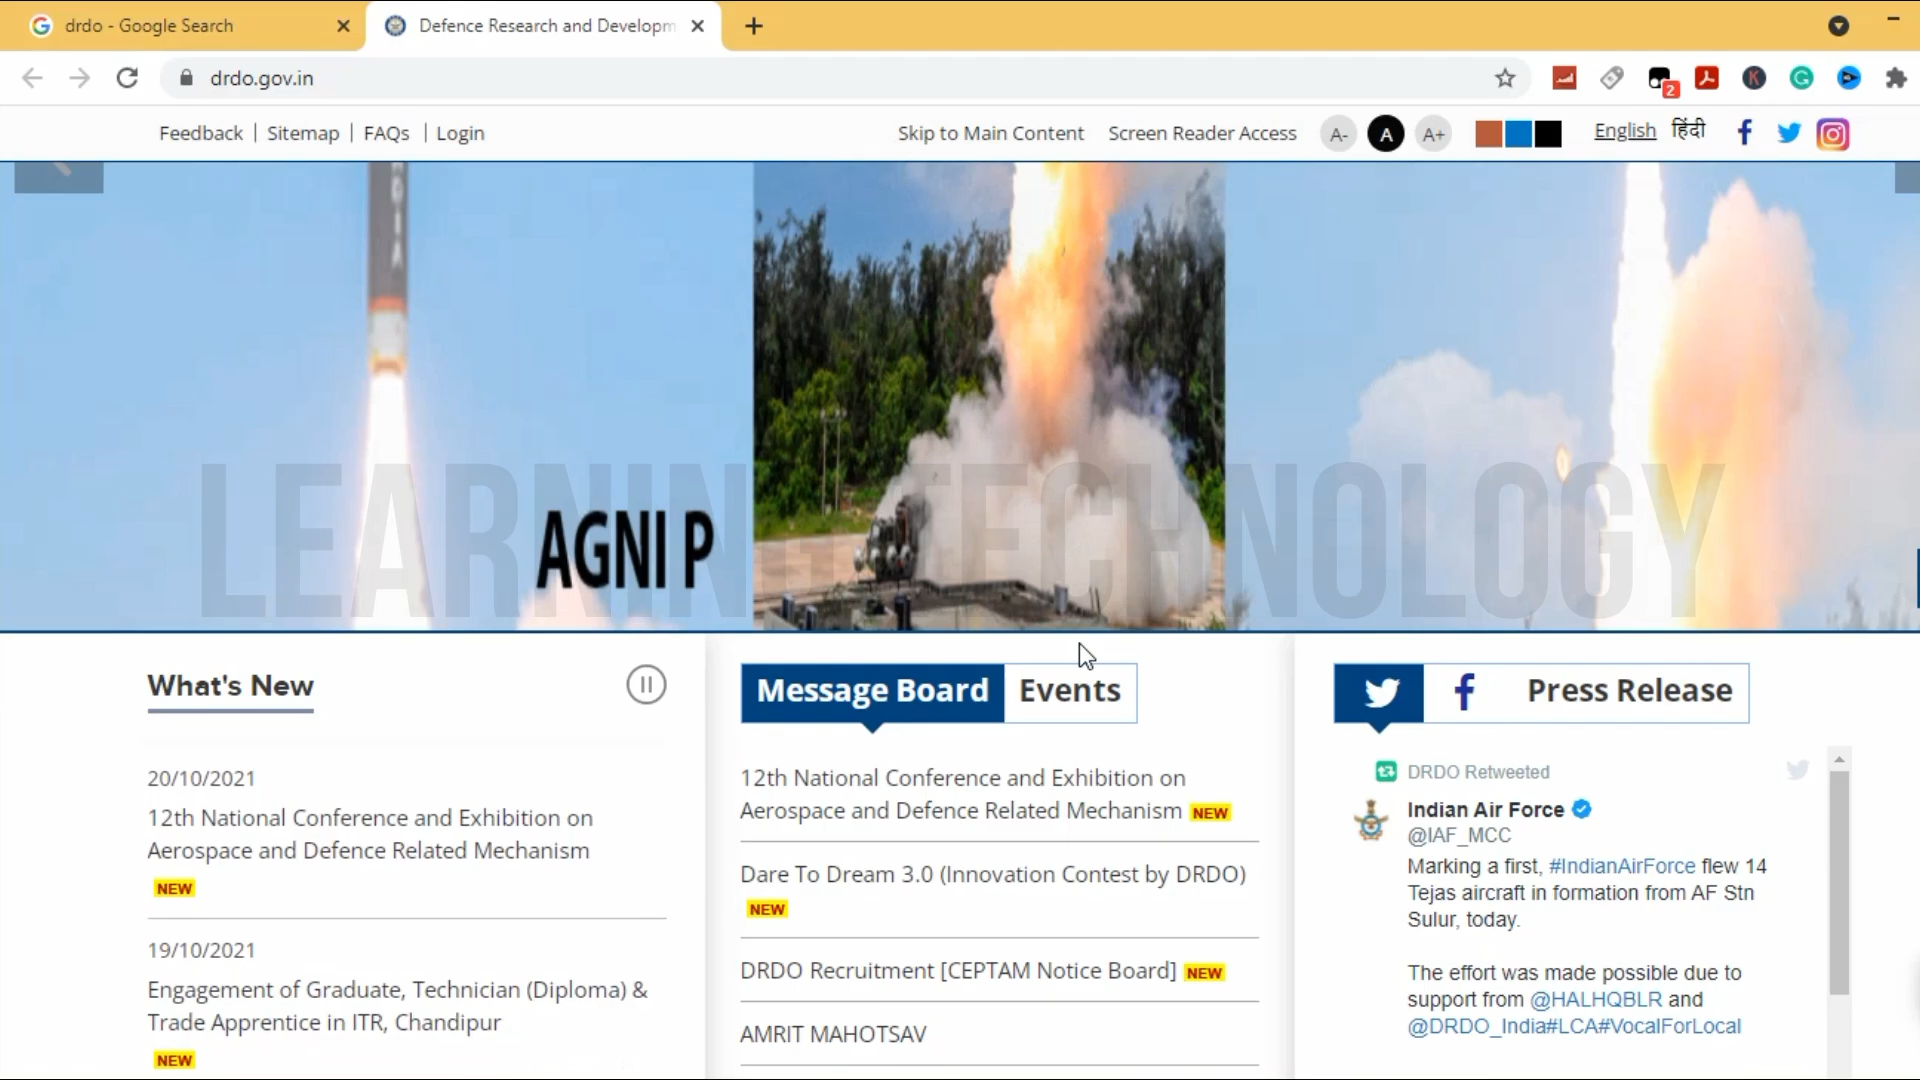 drdo - Google Search
Defence Research and Developm
drdo.gov.in
2
Feedback | Sitemap | FAQs | Login
Skip to Main Content Screen Reader Access A- A A+ English हिंदी
AGNI P
LEARNING TECHNOLOGY
What's New
20/10/2021
12th National Conference and Exhibition on
Aerospace and Defence Related Mechanism
NEW
19/10/2021
Engagement of Graduate, Technician (Diploma) &
Trade Apprentice in ITR, Chandipur
NEW
Message Board Events
12th National Conference and Exhibition on
Aerospace and Defence Related Mechanism NEW
Dare To Dream 3.0 (Innovation Contest by DRDO)
NEW
DRDO Recruitment [CEPTAM Notice Board] NEW
AMRIT MAHOTSAV
Press Release
DRDO Retweeted
Indian Air Force
@IAF_MCC
Marking a first, #IndianAirForce flew 14
Tejas aircraft in formation from AF Stn
Sulur, today.
The effort was made possible due to
support from @HALHQBLR and
@DRDO_India#LCA#VocalForLocal